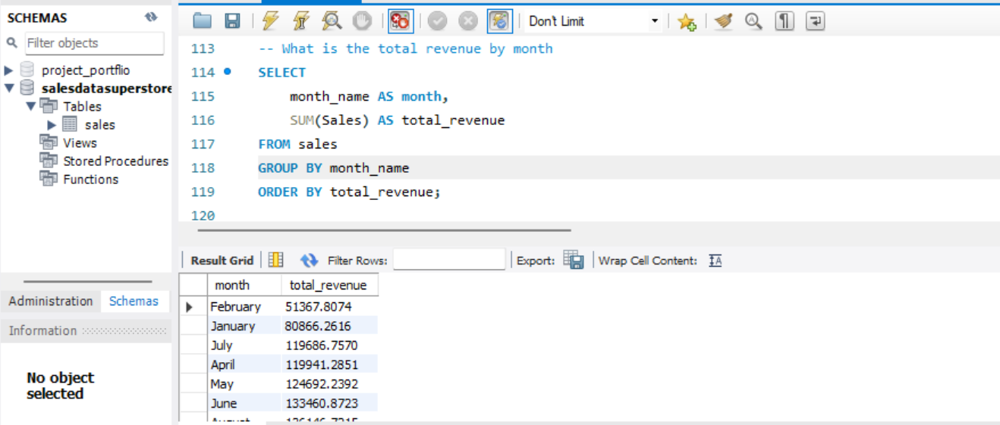 SCHEMAS
Filter objects
project_portflio
salesdatasuperstore
Tables
sales
Views
Stored Procedures
Functions
Administration Schemas
Information
No object
selected
Don't Limit
113 -- What is the total revenue by month
114 SELECT
115 month_name AS month,
116 SUM(Sales) AS total_revenue
117 FROM sales
118 GROUP BY month_name
119 ORDER BY total_revenue;
120
Result Grid Filter Rows: Export: Wrap Cell Content:
month total_revenue
February 51367.8074
January 80866.2616
July 119686.7570
April 119941.2851
May 124692.2392
June 133460.8723